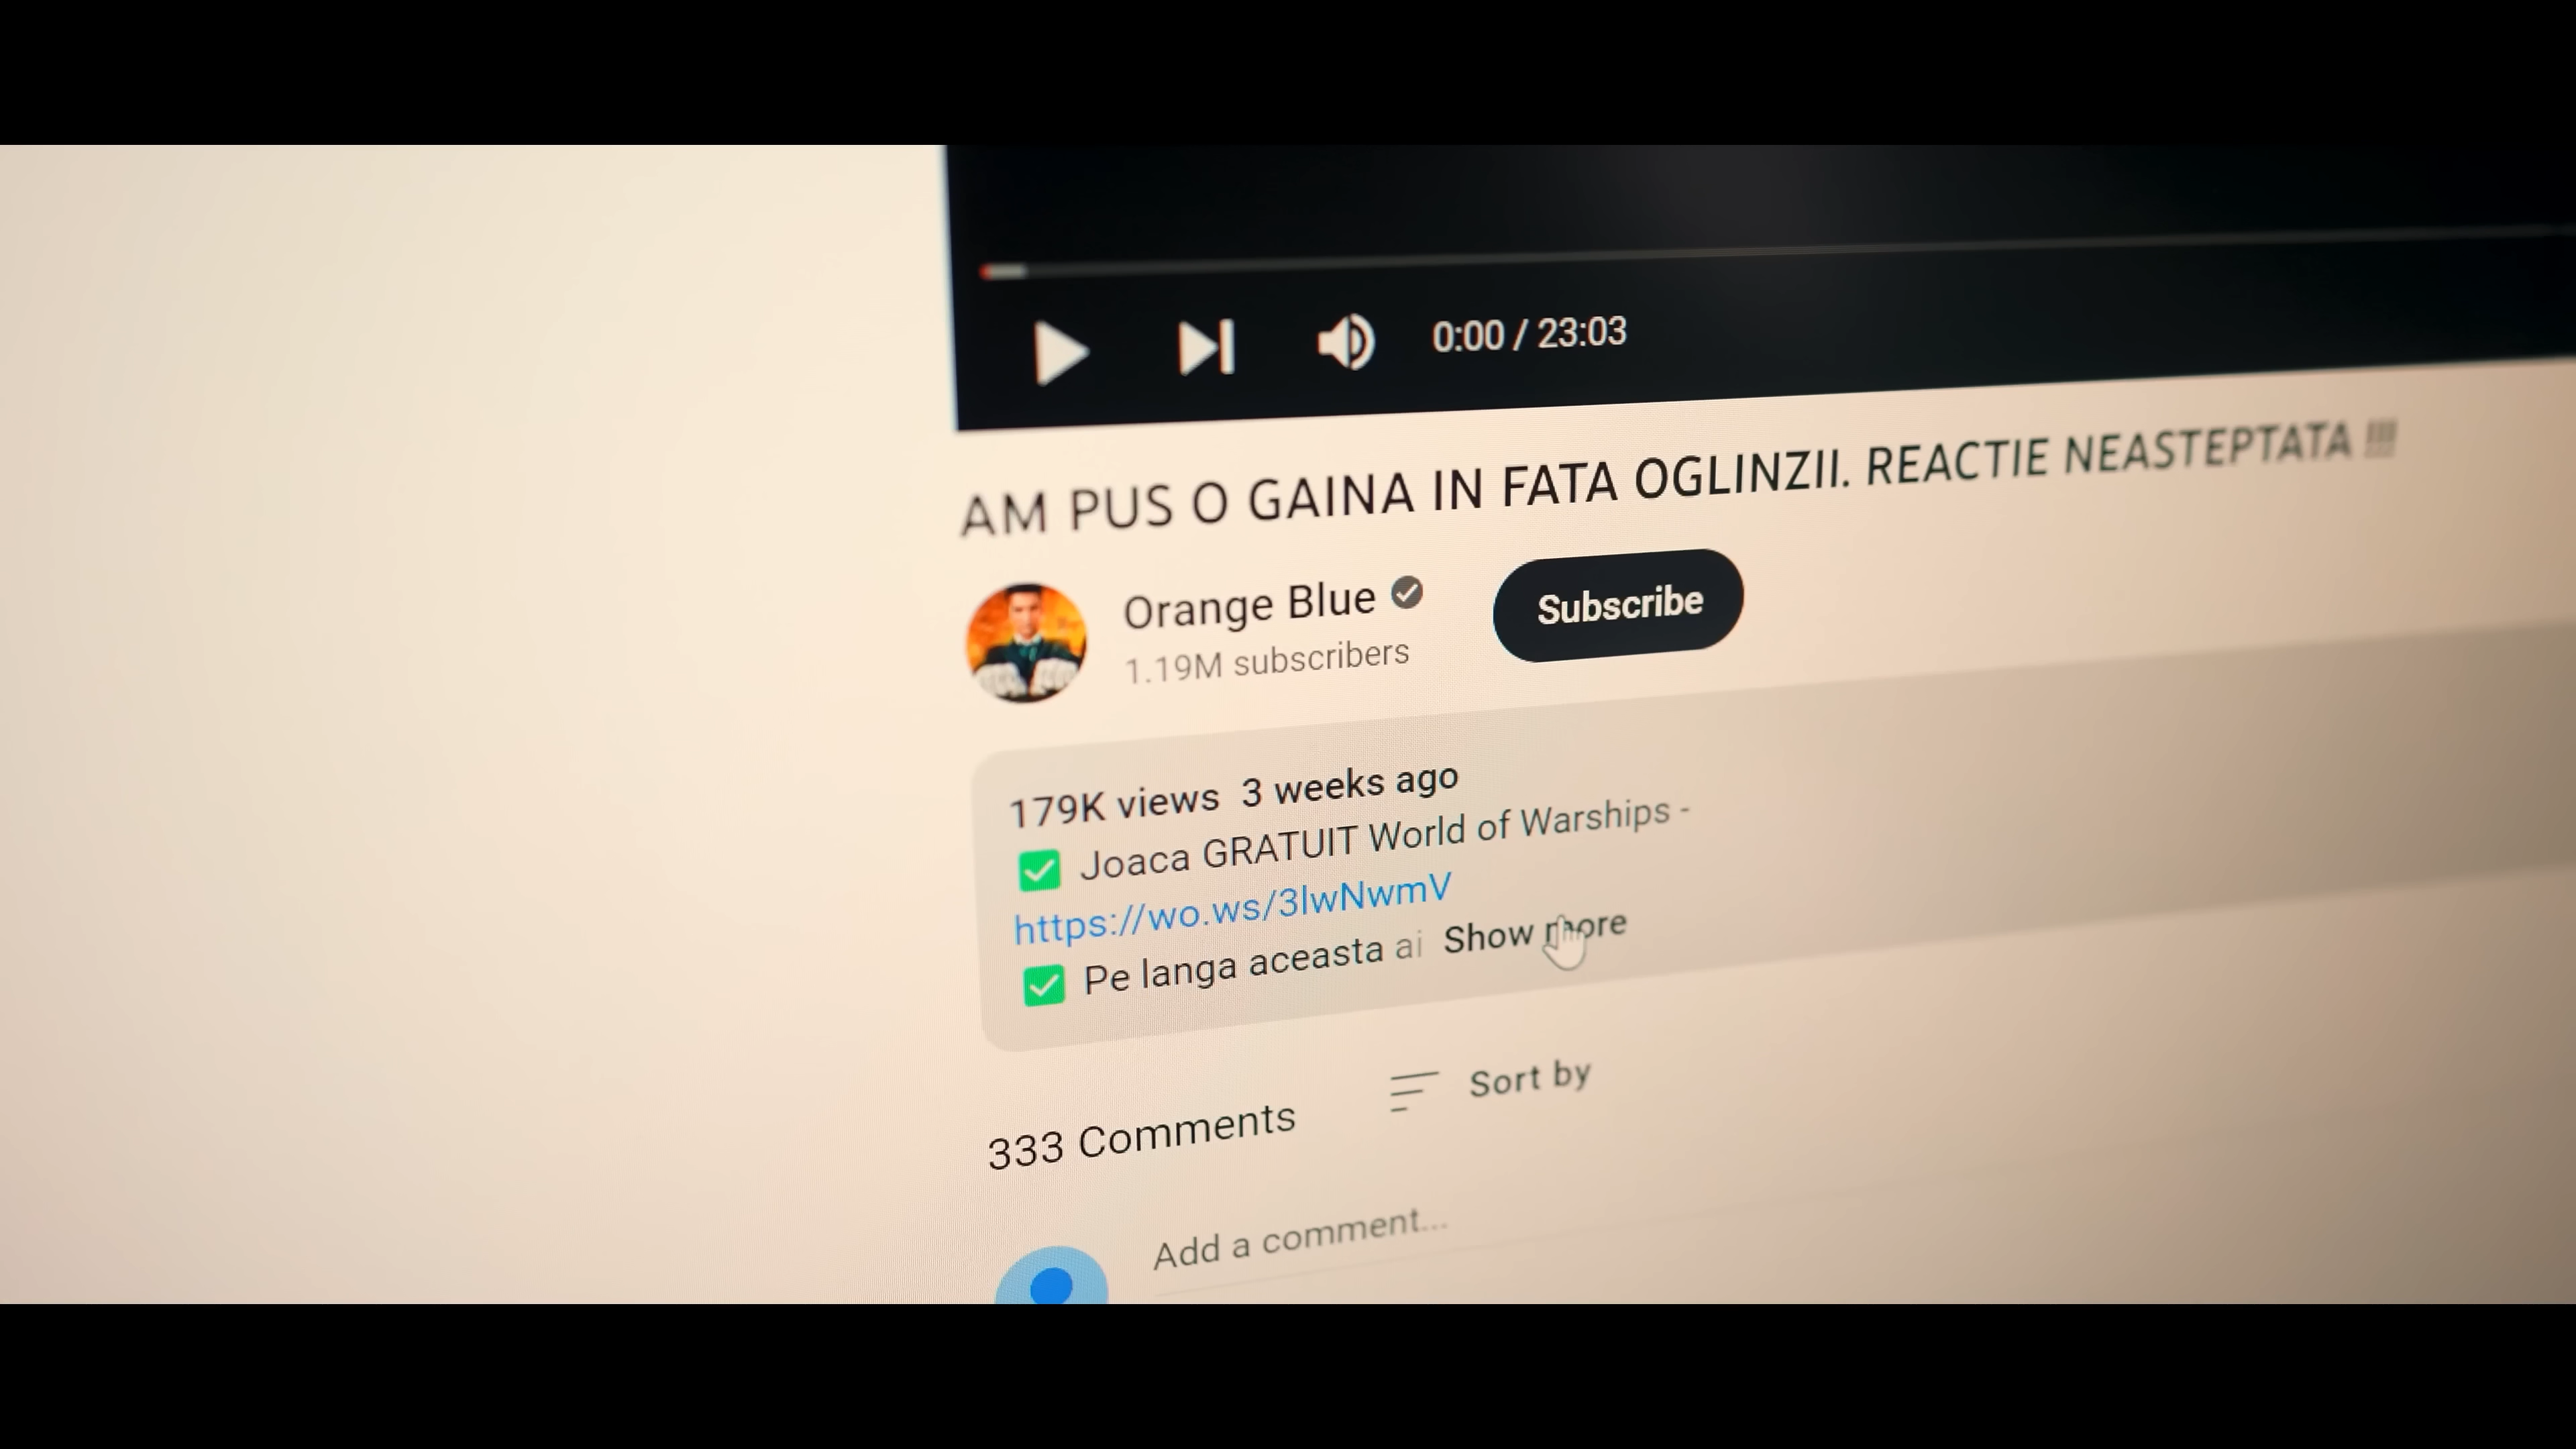 0:00 / 23:03
AM PUS O GAINA IN FATA OGLINZII. REACTIE NEASTEPTATA !!!
Orange Blue
1.19M subscribers
Subscribe
179K views 3 weeks ago
✅ Joaca GRATUIT World of Warships -
https://wo.ws/3lwNwmV
✅ Pe langa aceasta ai Show more
333 Comments
Sort by
Add a comment...